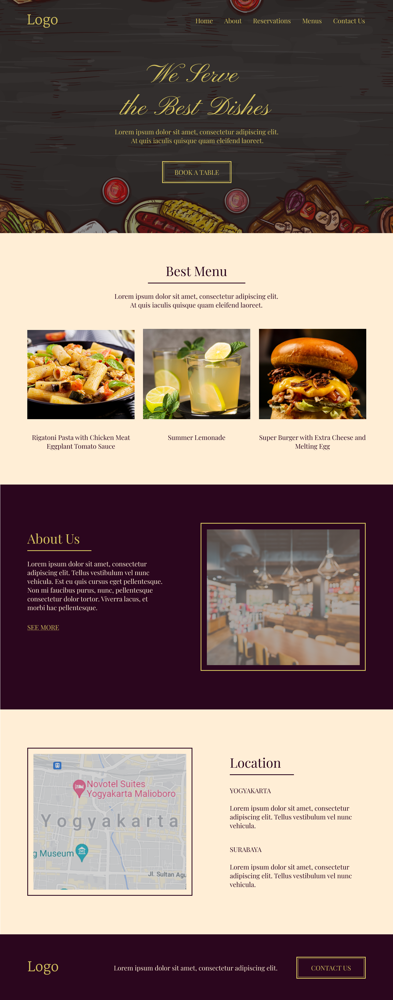 Logo
Home About Reservations Menus Contact Us
We Serve
the Best Dishes
Lorem ipsum dolor sit amet, consectetur adipiscing elit.
At quis iaculis quisque quam eleifend laoreet.
BOOK A TABLE
Best Menu
Lorem ipsum dolor sit amet, consectetur adipiscing elit.
At quis iaculis quisque quam eleifend laoreet.
Rigatoni Pasta with Chicken Meat
Eggplant Tomato Sauce
Summer Lemonade
Super Burger with Extra Cheese and
Melting Egg
About Us
Lorem ipsum dolor sit amet, consectetur
adipiscing elit. Tellus vestibulum vel nunc
vehicula. Est eu quis cursus eget pellentesque.
Non mi faucibus purus, nunc, pellentesque
consectetur dolor tortor. Viverra lacus, et
morbi hac pellentesque.
SEE MORE
Novotel Suites
Yogyakarta Malioboro
Yogyakarta
g Museum
Jl. Sultan Agu
Location
YOGYAKARTA
Lorem ipsum dolor sit amet, consectetur
adipiscing elit. Tellus vestibulum vel nunc
vehicula.
SURABAYA
Lorem ipsum dolor sit amet, consectetur
adipiscing elit. Tellus vestibulum vel nunc
vehicula.
Logo
Lorem ipsum dolor sit amet, consectetur adipiscing elit.
CONTACT US